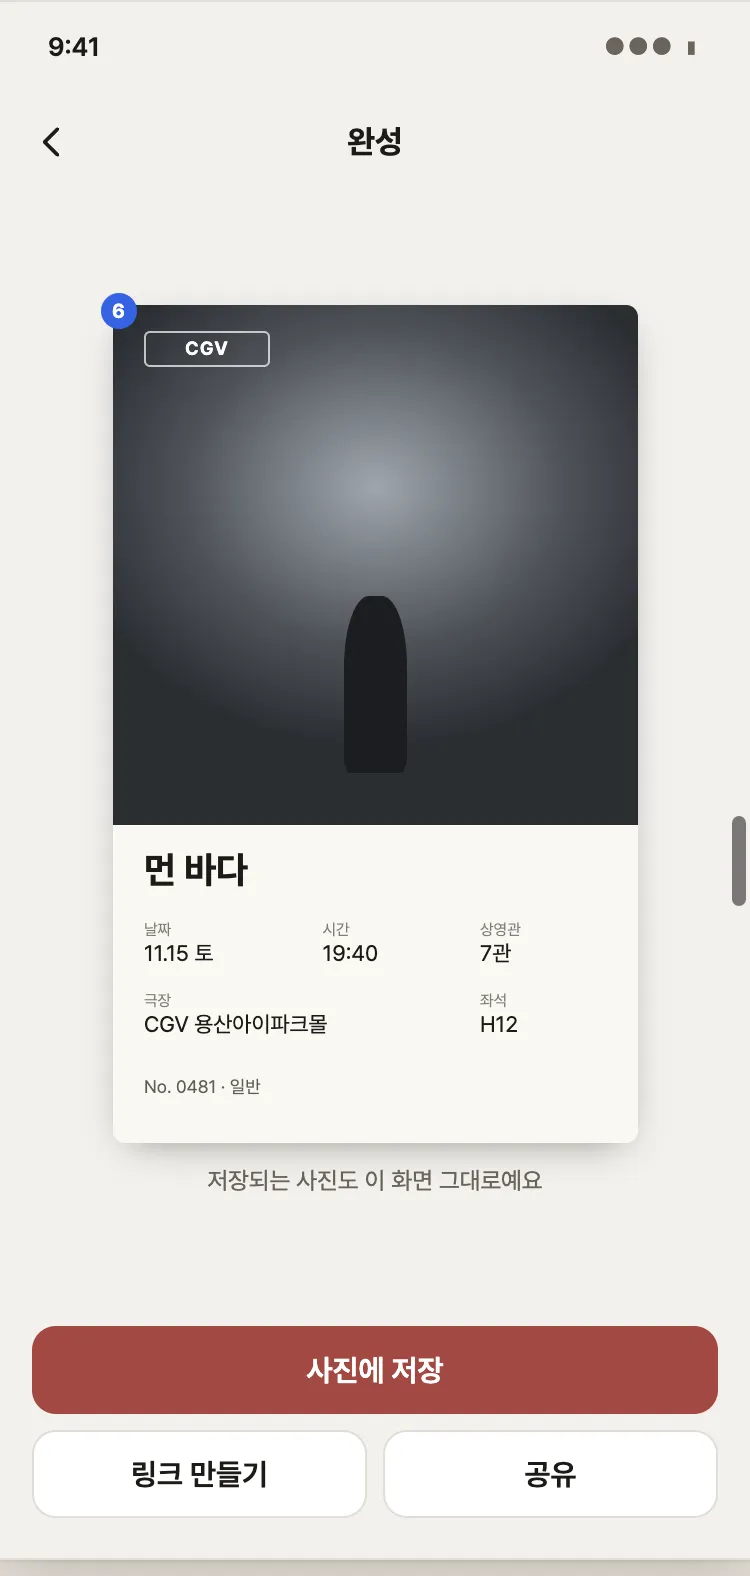 9:41
완성
6
CGV
먼 바다
날짜 시간 상영관
11.15 토 19:40 7관
극장 좌석
CGV 용산아이파크몰 H12
No. 0481 · 일반
저장되는 사진도 이 화면 그대로예요
사진에 저장
링크 만들기 공유